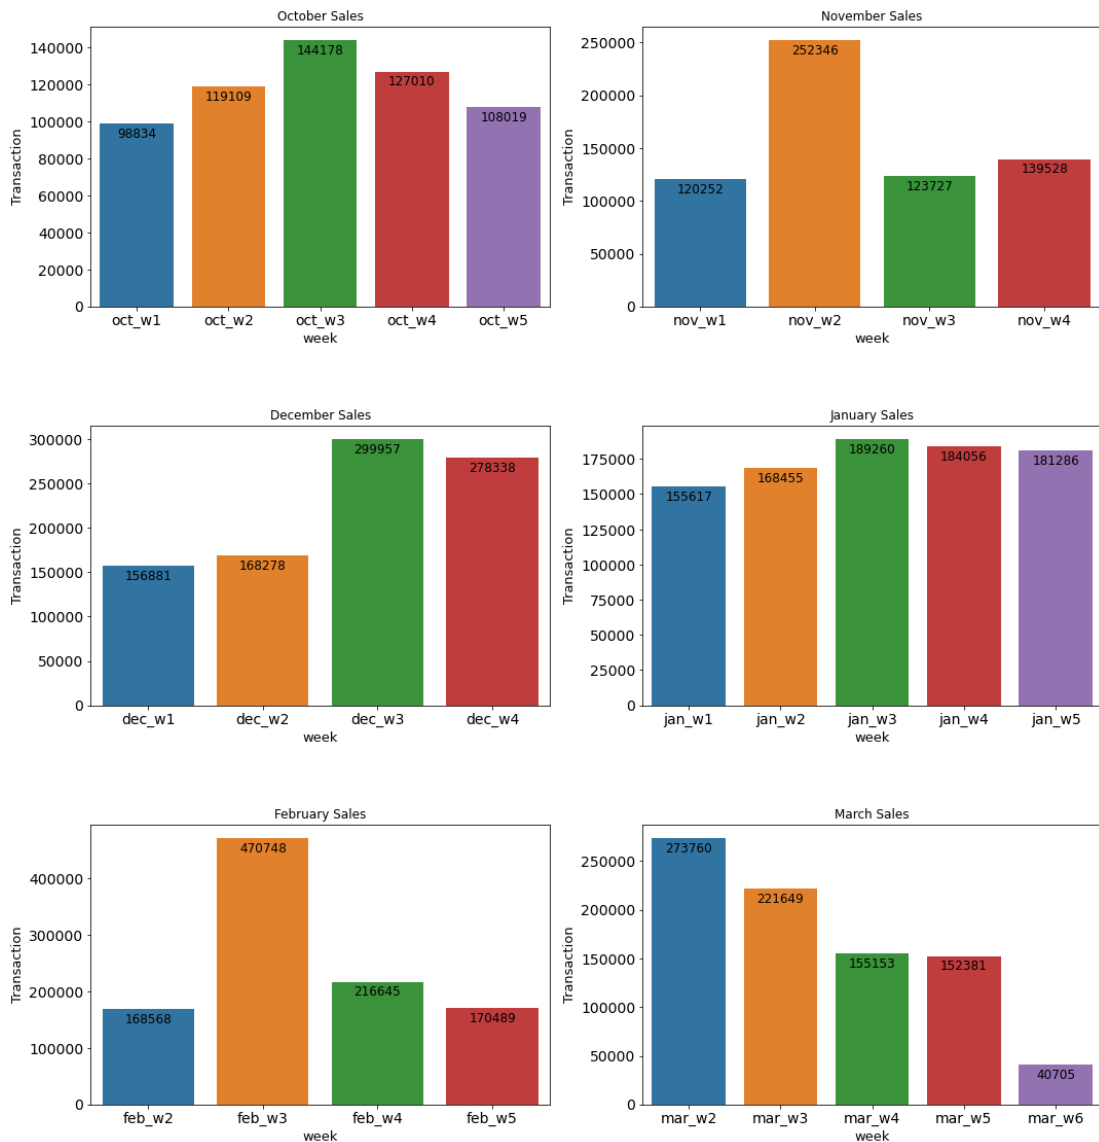 October Sales
Transaction
140000
120000
100000
80000
60000
40000
20000
0
98834
119109
144178
127010
108019
oct_w1 oct_w2 oct_w3 oct_w4 oct_w5
week
November Sales
Transaction
250000
200000
150000
100000
50000
0
120252
252346
123727
139528
nov_w1 nov_w2 nov_w3 nov_w4
week
December Sales
Transaction
300000
250000
200000
150000
100000
50000
0
156881
168278
299957
278338
dec_w1 dec_w2 dec_w3 dec_w4
week
January Sales
Transaction
175000
150000
125000
100000
75000
50000
25000
0
155617
168455
189260
184056
181286
jan_w1 jan_w2 jan_w3 jan_w4 jan_w5
week
February Sales
Transaction
400000
300000
200000
100000
0
168568
470748
216645
170489
feb_w2 feb_w3 feb_w4 feb_w5
week
March Sales
Transaction
250000
200000
150000
100000
50000
0
273760
221649
155153
152381
40705
mar_w2 mar_w3 mar_w4 mar_w5 mar_w6
week